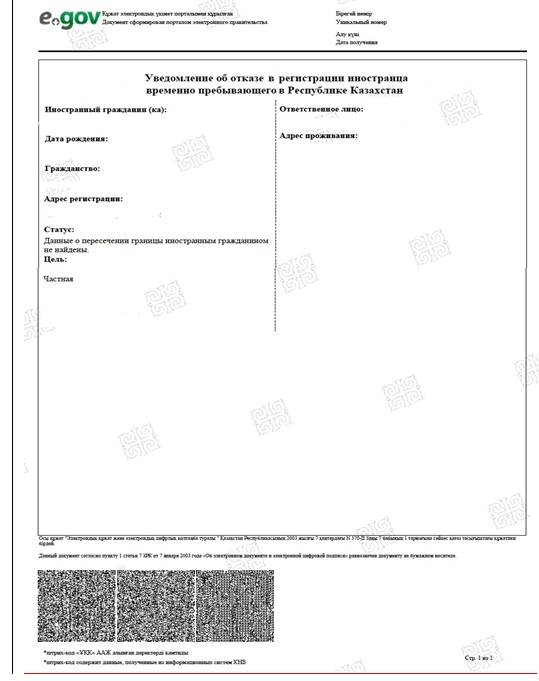 egov
Құжат электрондық үкімет порталымен құрылған
Документ сформирован порталом электронного правительства
Бірегей нөмір
Уникальный номер
Алу күні
Дата получения
Уведомление об отказе в регистрации иностранца
временно пребывающего в Республике Казахстан
Иностранный гражданин (ка):
Ответственное лицо:
Дата рождения:
Адрес проживания:
Гражданство:
Адрес регистрации:
Статус:
Данные о пересечении границы иностранным гражданином
не найдены.
Цель:
Частная
Осы құжат "Электрондық құжат және электрондық цифрлық қолтаңба туралы" Қазақстан Республикасының 2003 жылғы 7 қаңтардағы N 370-II Заңы 7 бабының 1 тармағына сәйкес қағаз тасығыштағы құжатпен
бірдей.
Данный документ согласно пункту 1 статьи 7 ЗРК от 7 января 2003 года «Об электронном документе и электронной цифровой подписи» равнозначен документу на бумажном носителе.
*штрих-код «ҰҚК» ААЖ алынған деректерді қамтиды
*штрих-код содержит данные, полученные из информационных систем КНБ
Стр. 1 из 1